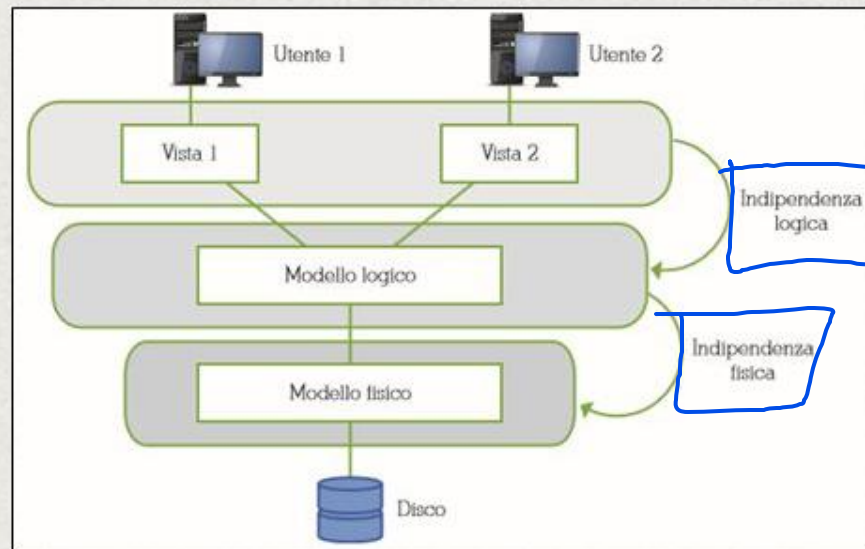 Utente 1
Utente 2
Vista 1
Vista 2
Indipendenza
logica
Modello logico
Indipendenza
fisica
Modello fisico
Disco